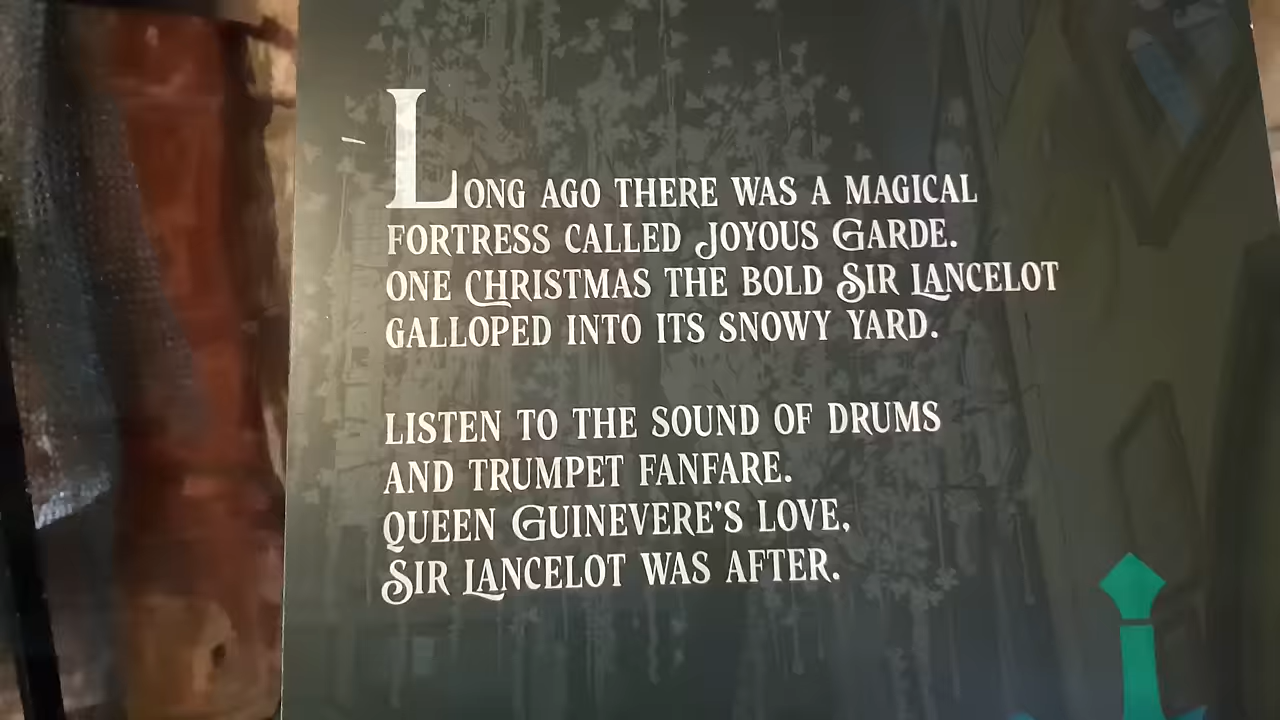 LONG AGO THERE WAS A MAGICAL
FORTRESS CALLED JOYOUS GARDE.
ONE CHRISTMAS THE BOLD SIR LANCELOT
GALLOPED INTO ITS SNOWY YARD.
LISTEN TO THE SOUND OF DRUMS
AND TRUMPET FANFARE.
QUEEN GUINEVERE'S LOVE,
SIR LANCELOT WAS AFTER.